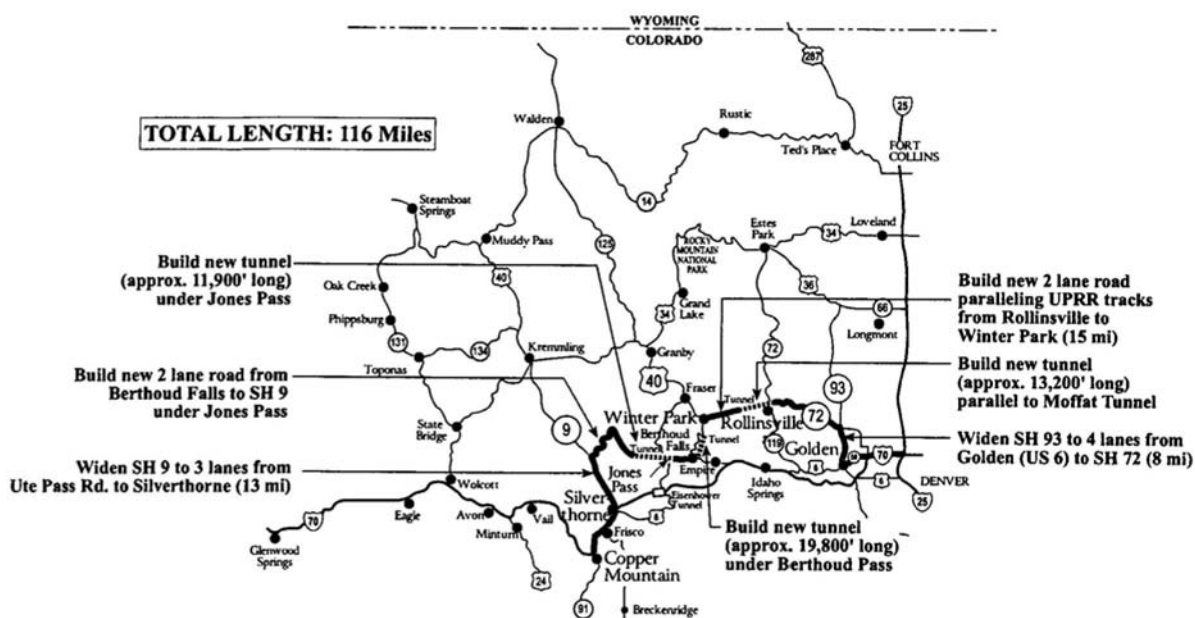 WYOMING
COLORADO
287
25
TOTAL LENGTH: 116 Miles
Walden
Rustic
Ted's Place
FORT
COLLINS
14
Steamboat
Springs
Muddy Pass
125
ROCKY
MOUNTAIN
NATIONAL
PARK
Estes
Park
34
Loveland
Build new tunnel
(approx. 11,900' long)
under Jones Pass
40
Oak Creek
Phippsburg
34
Grand
Lake
36
66
Longmont
Build new 2 lane road
paralleling UPRR tracks
from Rollinsville to
Winter Park (15 mi)
131
134
Toponas
Kremmling
Granby
72
Build new 2 lane road from
Berthoud Falls to SH 9
under Jones Pass
40
Fraser
93
Build new tunnel
(approx. 13,200' long)
parallel to Moffat Tunnel
State
Bridge
9
Winter Park
Tunnel
Rollinsville
72
Berthoud
Falls
Tunnel
Tunnel
119
Golden
6
58
70
Widen SH 93 to 4 lanes from
Golden (US 6) to SH 72 (8 mi)
Widen SH 9 to 3 lanes from
Ute Pass Rd. to Silverthorne (13 mi)
Wolcott
Jones
Pass
Empire
Idaho
Springs
6
DENVER
25
Silver-
thorne
Eisenhower
Tunnel
6
70
Eagle
Avon
Vail
Minturn
Frisco
Glenwood
Springs
24
Copper
Mountain
Build new tunnel
(approx. 19,800' long)
under Berthoud Pass
91
Breckenridge